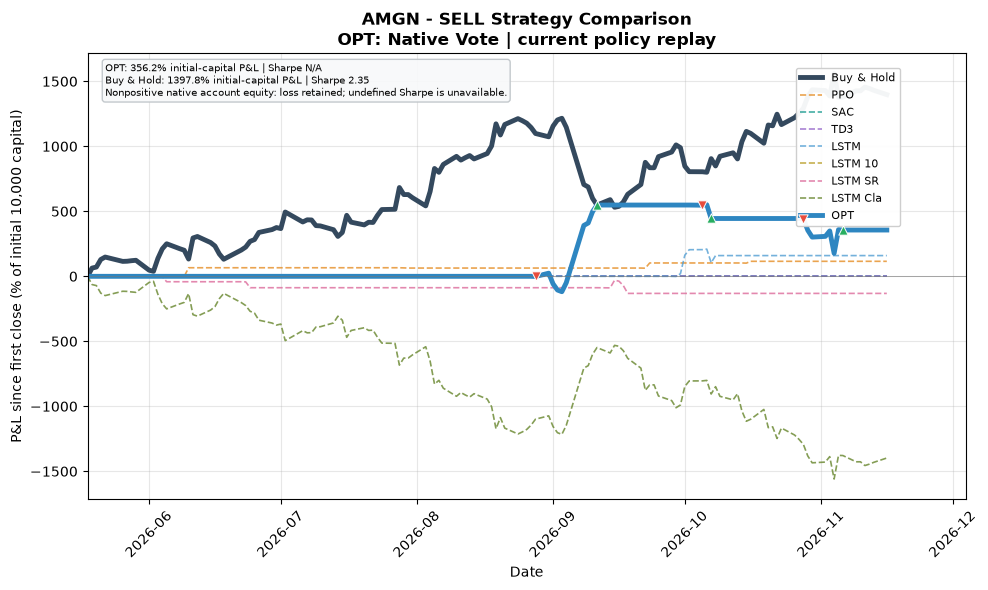 AMGN - SELL Strategy Comparison
OPT: Native Vote | current policy replay
OPT: 356.2% initial-capital P&L | Sharpe N/A
Buy & Hold: 1397.8% initial-capital P&L | Sharpe 2.35
Nonpositive native account equity: loss retained; undefined Sharpe is unavailable.
Buy & Hold
PPO
SAC
TD3
LSTM
LSTM 10
LSTM SR
LSTM Cla
OPT
P&L since first close (% of initial 10,000 capital)
1500
1000
500
0
−500
−1000
−1500
2026-06
2026-07
2026-08
2026-09
2026-10
2026-11
2026-12
Date